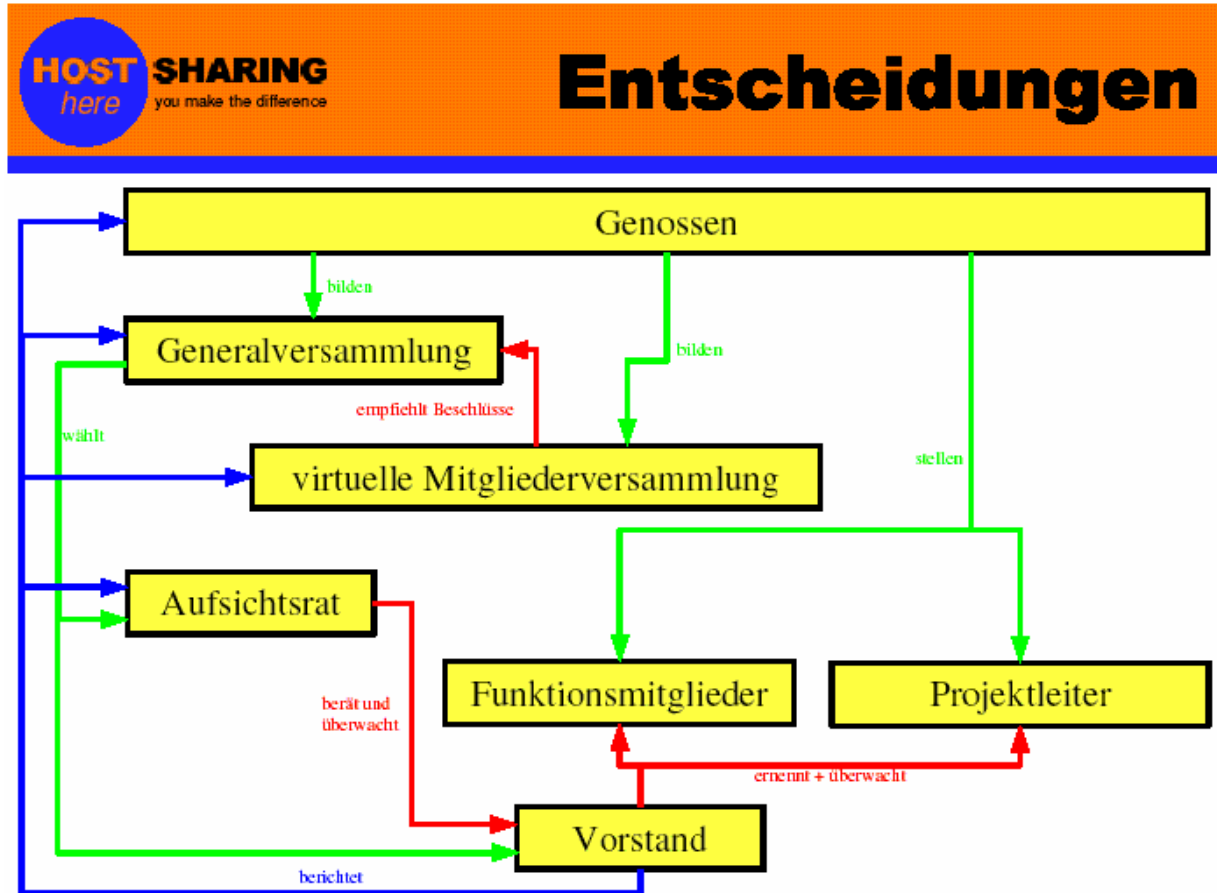 HOST SHARING
here you make the difference
Entscheidungen
Genossen
bilden
Generalversammlung
bilden
empfiehlt Beschlüsse
wählt
virtuelle Mitgliederversammlung
stellen
Aufsichtsrat
Funktionsmitglieder
Projektleiter
berät und
überwacht
ernennt + überwacht
Vorstand
berichtet